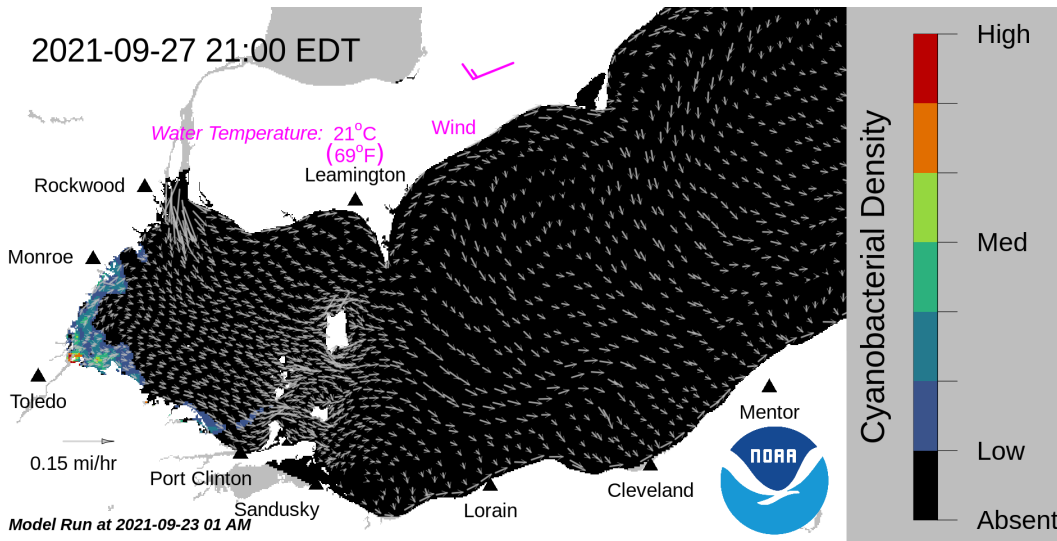 2021-09-27 21:00 EDT
Water Temperature: 21°C
(69°F)
Wind
Leamington
Rockwood
Monroe
Toledo
0.15 mi/hr
Port Clinton
Sandusky
Lorain
Cleveland
Mentor
NOAA
Model Run at 2021-09-23 01 AM
Cyanobacterial Density
High
Med
Low
Absent